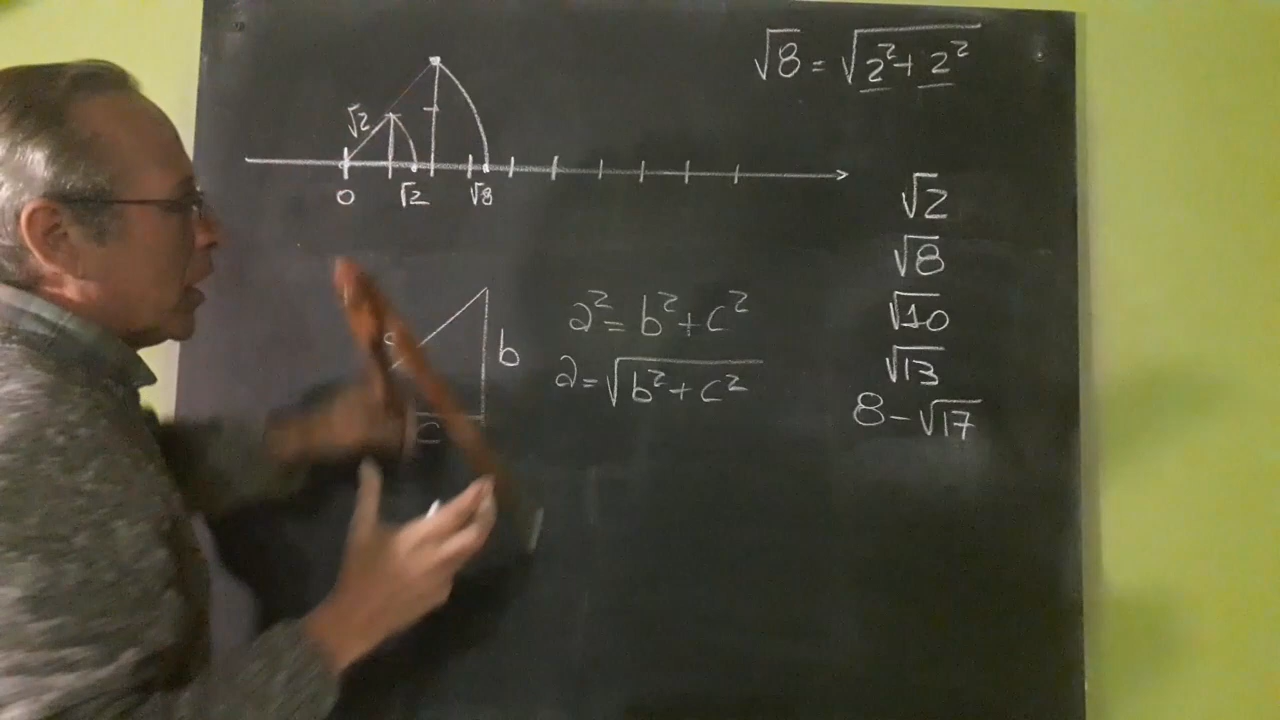 √8 = √2²+2²
√2
0 √2 √8
√2
√8
√10
√13
8-√17
b
c
a²=b²+c²
a=√b²+c²